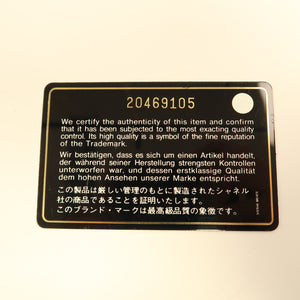 20469105
We certify the authenticity of this item and confirm
that it has been subjected to the most exacting quality
control. Its high quality is a symbol of the fine reputation
of the Trademark.
Wir bestätigen, dass es sich um einen Artikel handelt,
der während seiner Herstellung strengsten Kontrollen
unterworfen war, und dessen erstklassige Qualität
dem hohen Ansehen unserer Marke entspricht.
この製品は厳しい管理のもとに製造されたシャネル
社の商品であることを証明いたします。
このブランド・マークは最高級品質の象徴です。